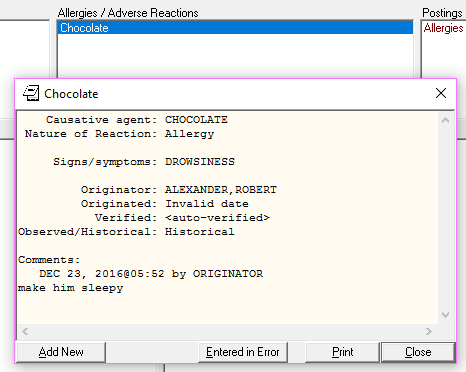 Allergies / Adverse Reactions
Postings
Chocolate
Allergies
Chocolate
Causative agent: CHOCOLATE
Nature of Reaction: Allergy
Signs/symptoms: DROWSINESS
Originator: ALEXANDER,ROBERT
Originated: Invalid date
Verified: <auto-verified>
Observed/Historical: Historical
Comments:
DEC 23, 2016@05:52 by ORIGINATOR
make him sleepy
Add New
Entered in Error
Print
Close